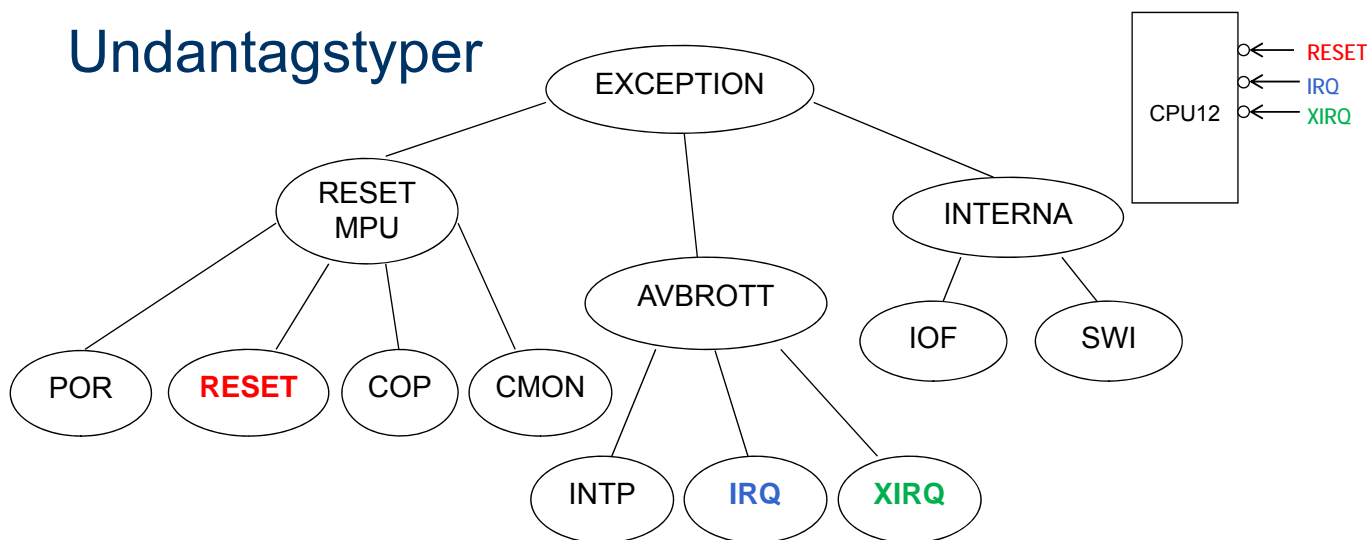 Undantagstyper
EXCEPTION
CPU12
RESET
IRQ
XIRQ
RESET
MPU
INTERNA
AVBROTT
IOF
SWI
POR
RESET
COP
CMON
INTP
IRQ
XIRQ